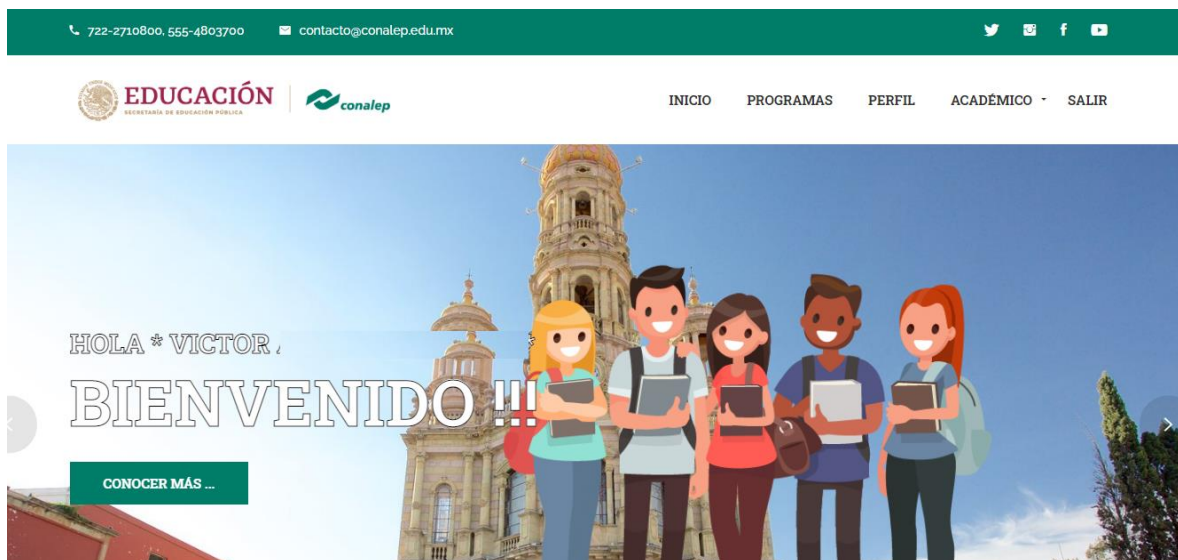 722-2710800, 555-4803700 contacto@conalep.edu.mx
EDUCACIÓN
SECRETARÍA DE EDUCACIÓN PÚBLICA
conalep
INICIO PROGRAMAS PERFIL ACADÉMICO SALIR
HOLA * VICTOR *
BIENVENIDO !!!
CONOCER MÁS ...